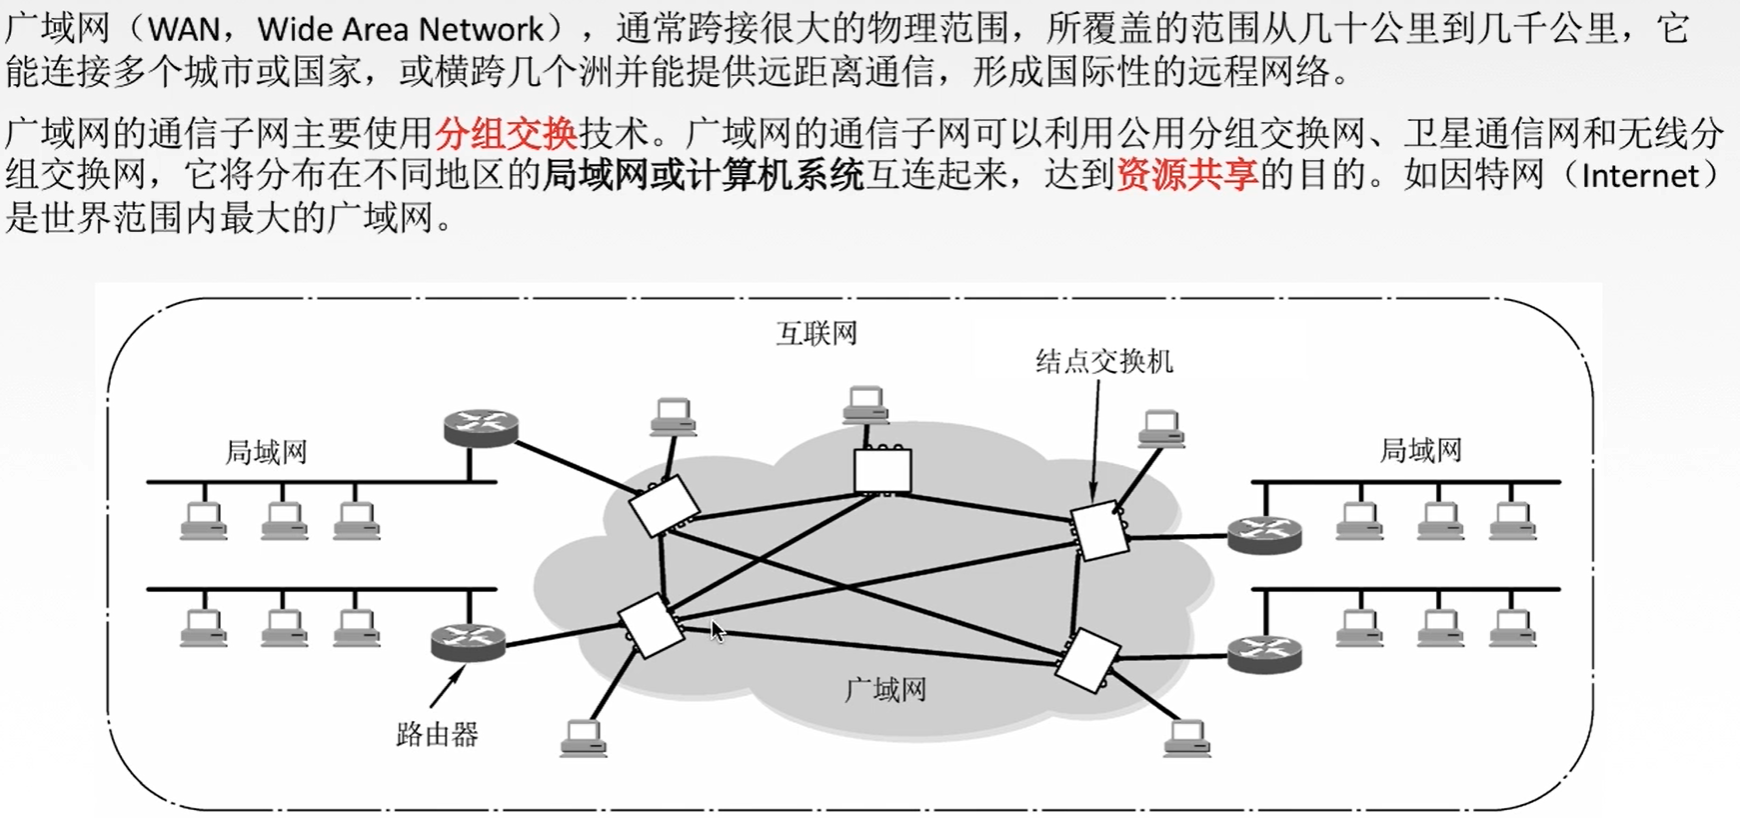 广域网（WAN，Wide Area Network），通常跨接很大的物理范围，所覆盖的范围从几十公里到几千公里，它
能连接多个城市或国家，或横跨几个洲并能提供远距离通信，形成国际性的远程网络。
广域网的通信子网主要使用分组交换技术。广域网的通信子网可以利用公用分组交换网、卫星通信网和无线分
组交换网，它将分布在不同地区的局域网或计算机系统互连起来，达到资源共享的目的。如因特网（Internet）
是世界范围内最大的广域网。
互联网
结点交换机
局域网
局域网
广域网
路由器